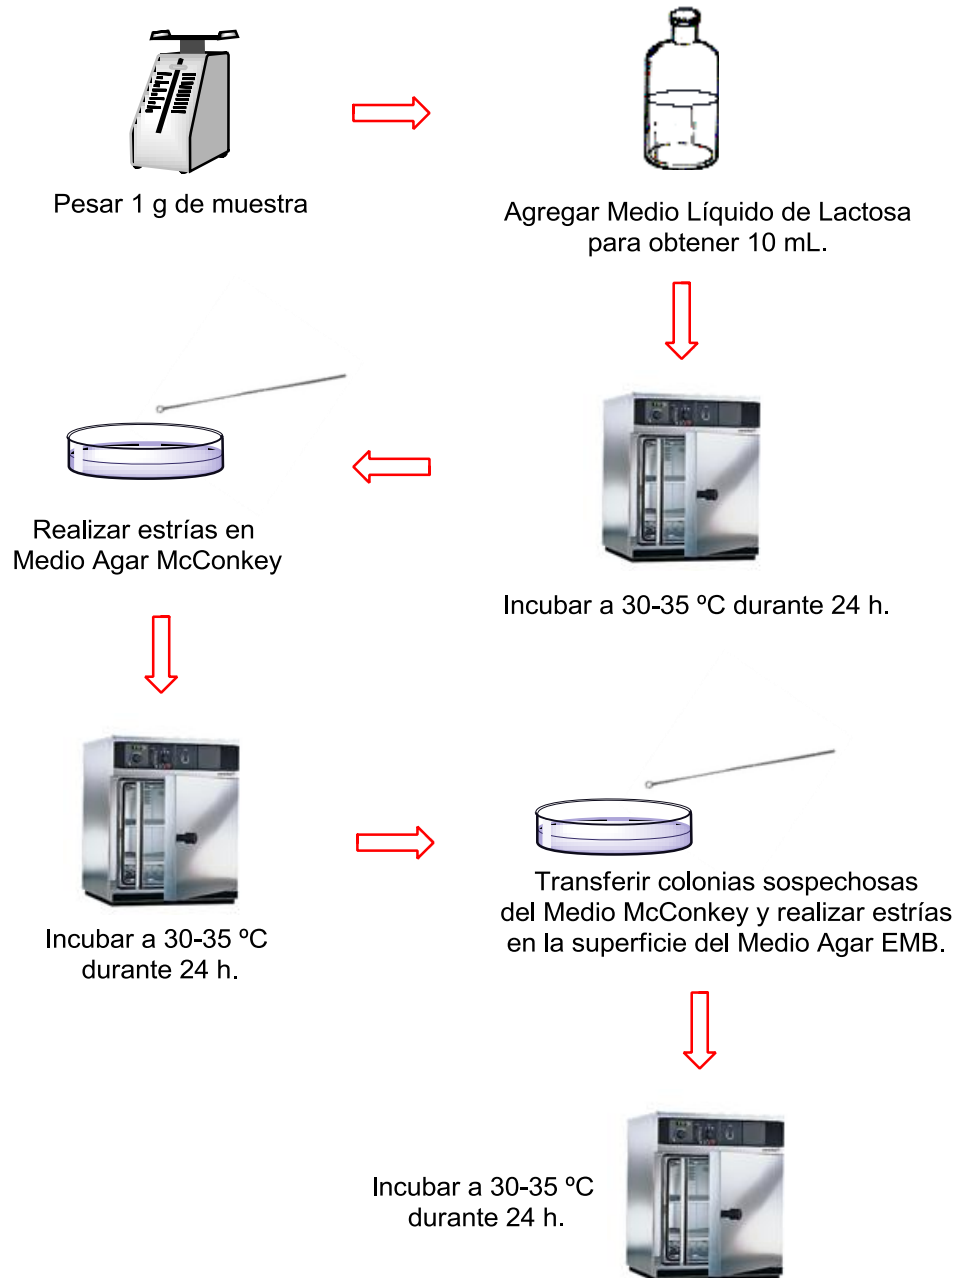 Pesar 1 g de muestra
Agregar Medio Líquido de Lactosa
para obtener 10 mL.
Incubar a 30-35 ºC durante 24 h.
Realizar estrías en
Medio Agar McConkey
Incubar a 30-35 ºC
durante 24 h.
Transferir colonias sospechosas
del Medio McConkey y realizar estrías
en la superficie del Medio Agar EMB.
Incubar a 30-35 ºC
durante 24 h.